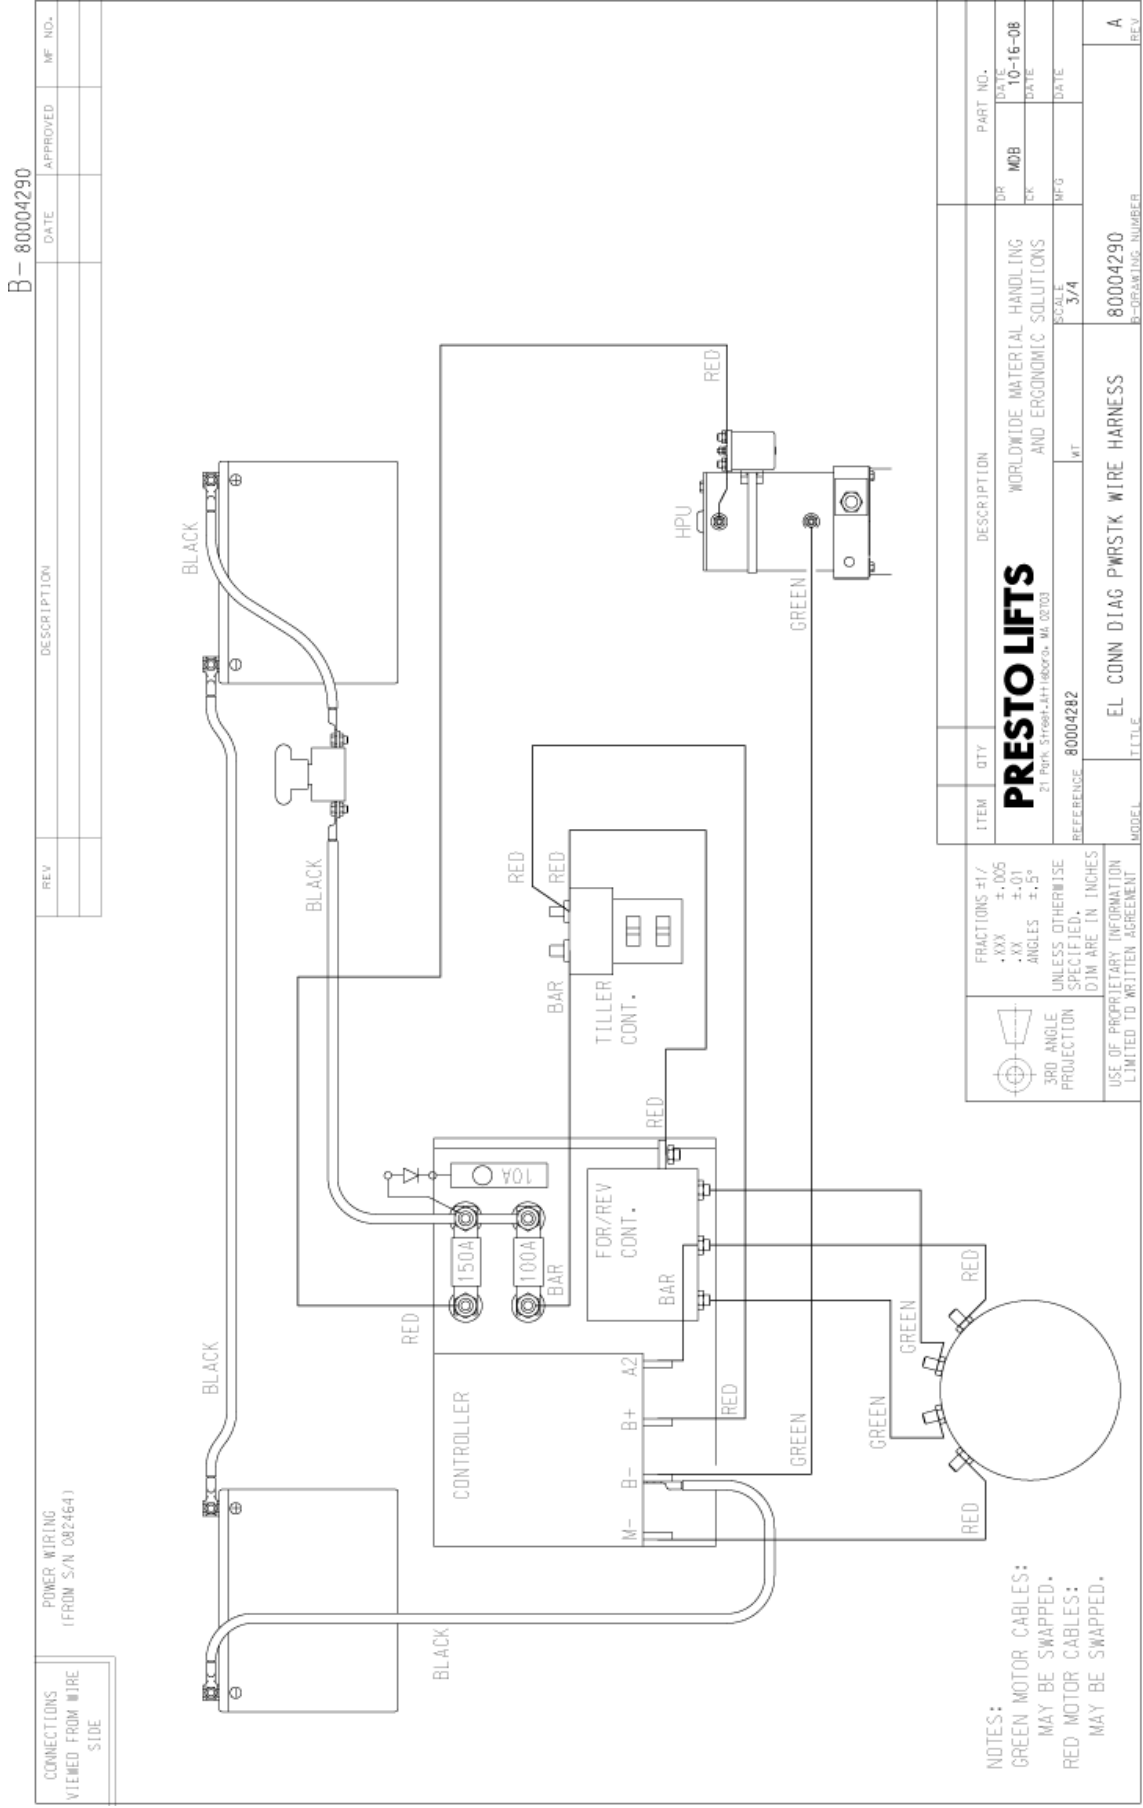 B- 80004290
REV DESCRIPTION DATE APPROVED MF NO.
CONNECTIONS
VIEWED FROM WIRE
SIDE
POWER WIRING
(FROM S/N 082464)
BLACK
BLACK
BLACK
BLACK
RED
CONTROLLER
M- B- B+ A2
150A
100A
10A
BAR
FOR/REV
CONT.
BAR
RED
TILLER
CONT.
BAR
RED
RED
HPU
RED
GREEN
GREEN
RED
GREEN
GREEN
RED
RED
NOTES:
GREEN MOTOR CABLES:
MAY BE SWAPPED.
RED MOTOR CABLES:
MAY BE SWAPPED.
3RD ANGLE
PROJECTION
FRACTIONS ±1/
.XXX ±.005
.XX ±.01
ANGLES ±.5°
UNLESS OTHERWISE
SPECIFIED.
DIM ARE IN INCHES
USE OF PROPRIETARY INFORMATION
LIMITED TO WRITTEN AGREEMENT
ITEM QTY DESCRIPTION PART NO.
PRESTO LIFTS
21 Park Street.Attleboro. MA 02703
WORLDWIDE MATERIAL HANDLING
AND ERGONOMIC SOLUTIONS
DR MDB DATE 10-16-08
CK DATE
REFERENCE 80004282
WT
SCALE 3/4
MFG DATE
MODEL
TITLE EL CONN DIAG PWRSTK WIRE HARNESS
80004290
B-DRAWING NUMBER
A
REV